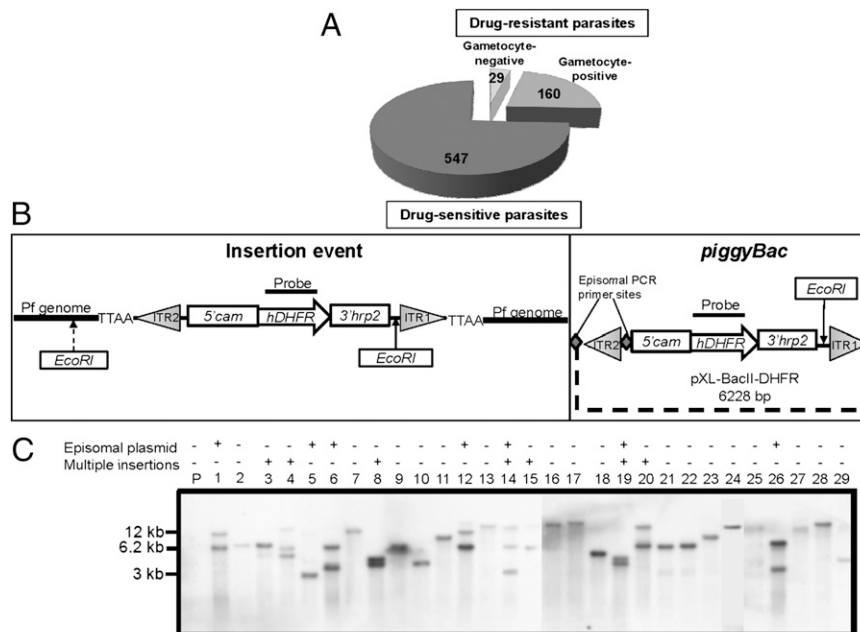 A
Drug-resistant parasites
Gametocyte-
negative
29
Gametocyte-
positive
160
547
Drug-sensitive parasites
B
Insertion event
Probe
Pf genome
TTAA
ITR2
5'cam
hDHFR
3'hrp2
ITR1
TTAA
Pf genome
EcoRI
EcoRI
piggyBac
Episomal PCR
primer sites
Probe
EcoRI
ITR2
5'cam
hDHFR
3'hrp2
ITR1
pXL-BacII-DHFR
6228 bp
C
Episomal plasmid - + - - - + + - - - - - + - + - - - - + - - - - - - + - - -
Multiple insertions - - - + + - - - + - - - - - + - - - - + + - - - - - - - - -
P 1 2 3 4 5 6 7 8 9 10 11 12 13 14 15 16 17 18 19 20 21 22 23 24 25 26 27 28 29
12 kb
6.2 kb
3 kb